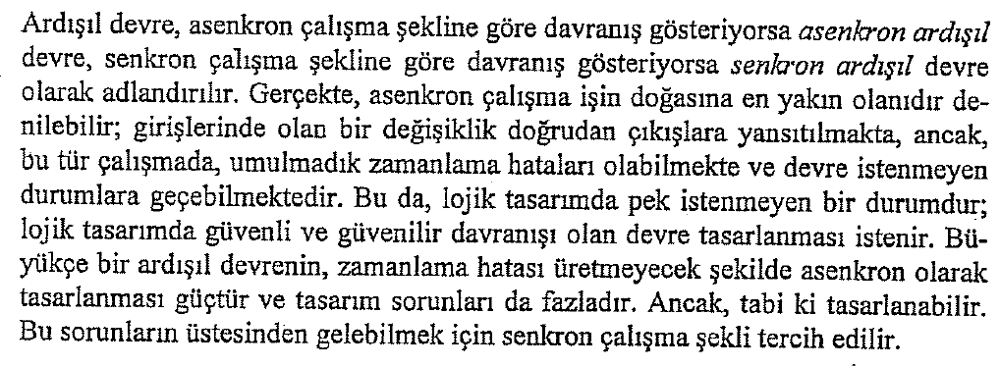 Ardışıl devre, asenkron çalışma şekline göre davranış gösteriyorsa asenkron ardışıl
devre, senkron çalışma şekline göre davranış gösteriyorsa senkron ardışıl devre
olarak adlandırılır. Gerçekte, asenkron çalışma işin doğasına en yakın olanıdır de-
nilebilir; girişlerinde olan bir değişiklik doğrudan çıkışlara yansıtılmakta, ancak,
bu tür çalışmada, umulmadık zamanlama hataları olabilmekte ve devre istenmeyen
durumlara geçebilmektedir. Bu da, lojik tasarımda pek istenmeyen bir durumdur;
lojik tasarımda güvenli ve güvenilir davranışı olan devre tasarlanması istenir. Bü-
yükçe bir ardışıl devrenin, zamanlama hatası üretmeyecek şekilde asenkron olarak
tasarlanması güçtür ve tasarım sorunları da fazladır. Ancak, tabi ki tasarlanabilir.
Bu sorunların üstesinden gelebilmek için senkron çalışma şekli tercih edilir.